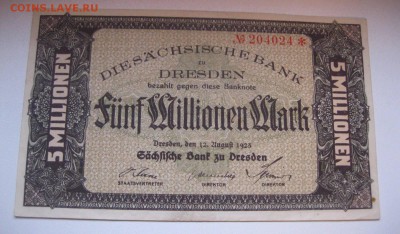 COINS.LAVE.RU
№ 204024 *
DIE SÄCHSISCHE BANK
ZU
DRESDEN
bezahlt gegen diese Banknote
Fünf Millionen Mark
Dresden, den 12. August 1923
Sächsische Bank zu Dresden
STAATSVERTRETER DIREKTOR DIREKTOR
5 MILLIONEN
5 MILLIONEN